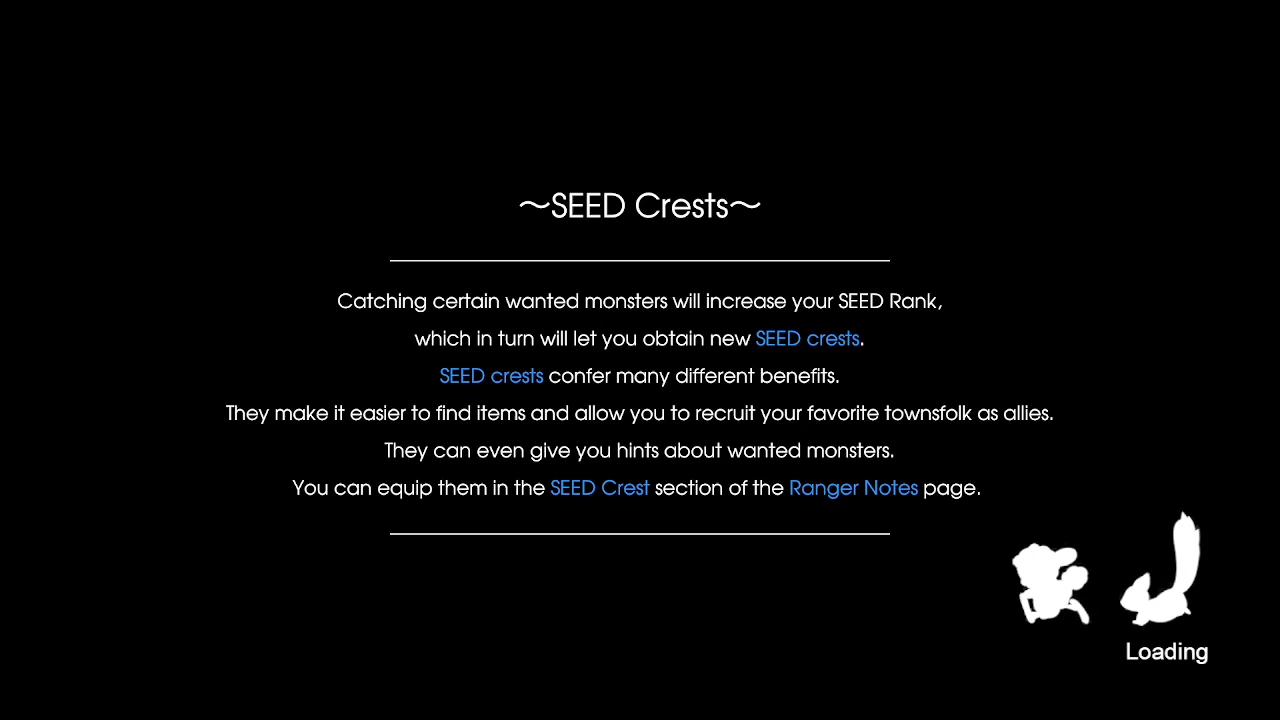 ～SEED Crests～
Catching certain wanted monsters will increase your SEED Rank,
which in turn will let you obtain new SEED crests.
SEED crests confer many different benefits.
They make it easier to find items and allow you to recruit your favorite townsfolk as allies.
They can even give you hints about wanted monsters.
You can equip them in the SEED Crest section of the Ranger Notes page.
Loading